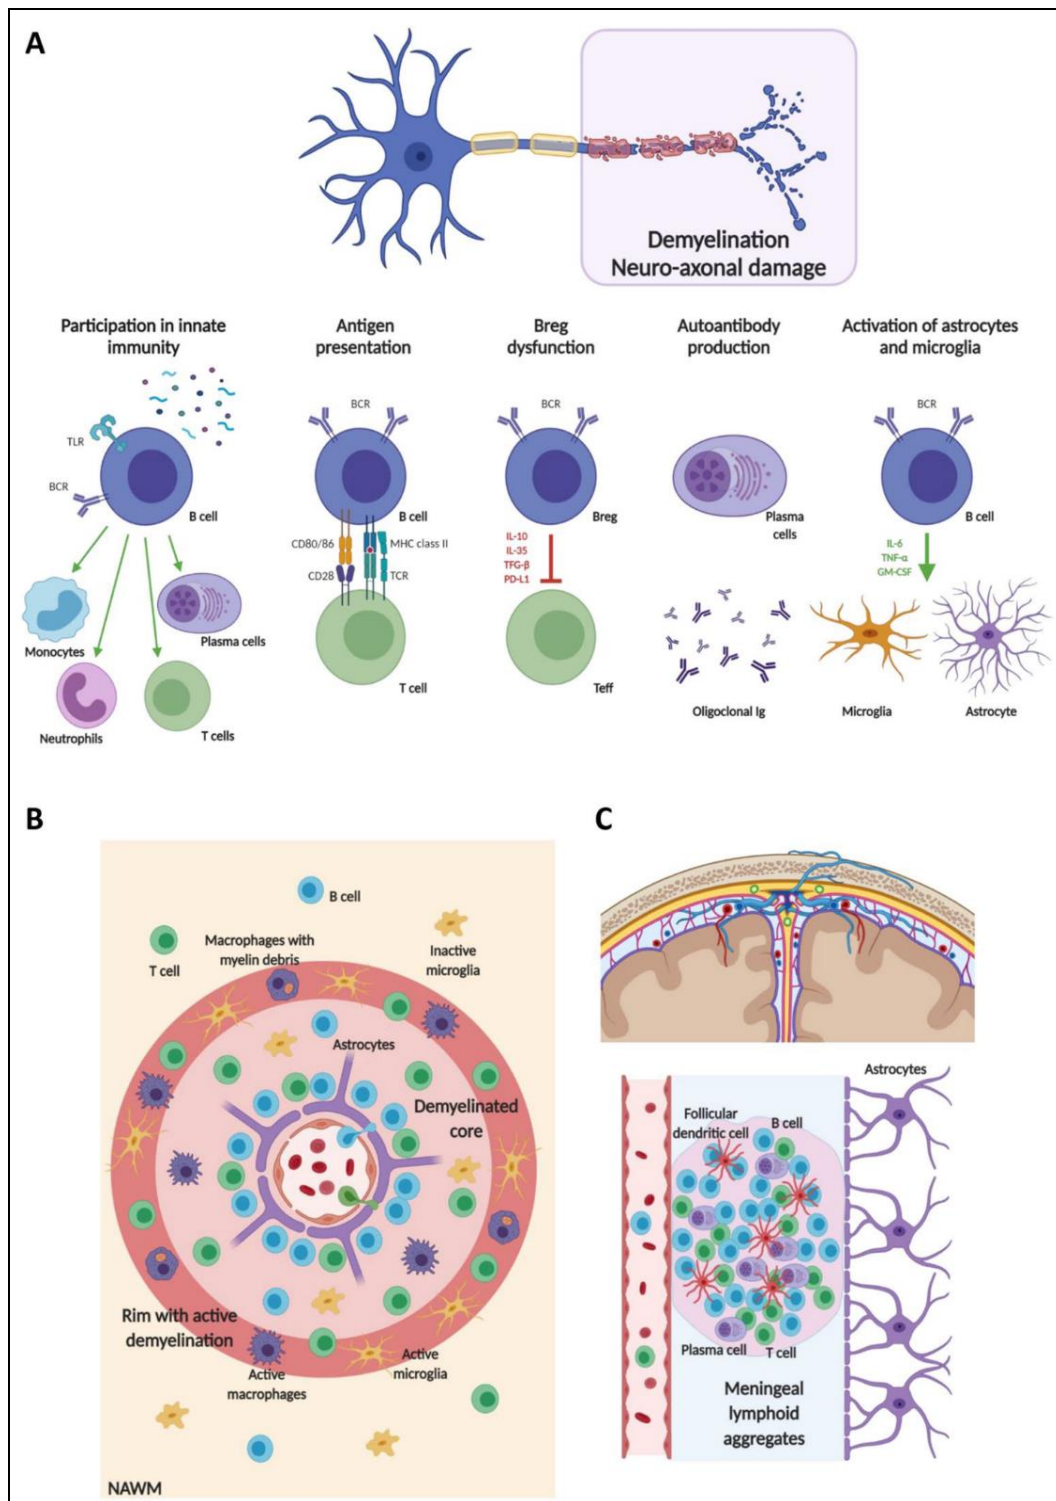 A
Demyelination
Neuro-axonal damage
Participation in innate
immunity
TLR
BCR
B cell
Monocytes
Plasma cells
Neutrophils
T cells
Antigen
presentation
BCR
B cell
CD80/86
MHC class II
CD28
TCR
T cell
Breg
dysfunction
BCR
Breg
IL-10
IL-35
TFG-β
PD-L1
Teff
Autoantibody
production
Plasma
cells
Oligoclonal Ig
Activation of astrocytes
and microglia
BCR
B cell
IL-6
TNF-α
GM-CSF
Microglia
Astrocyte
B
B cell
T cell
Macrophages with
myelin debris
Inactive
microglia
Astrocytes
Demyelinated
core
Rim with active
demyelination
Active
macrophages
Active
microglia
NAWM
C
Astrocytes
Follicular
dendritic cell
B cell
Plasma cell
T cell
Meningeal
lymphoid
aggregates